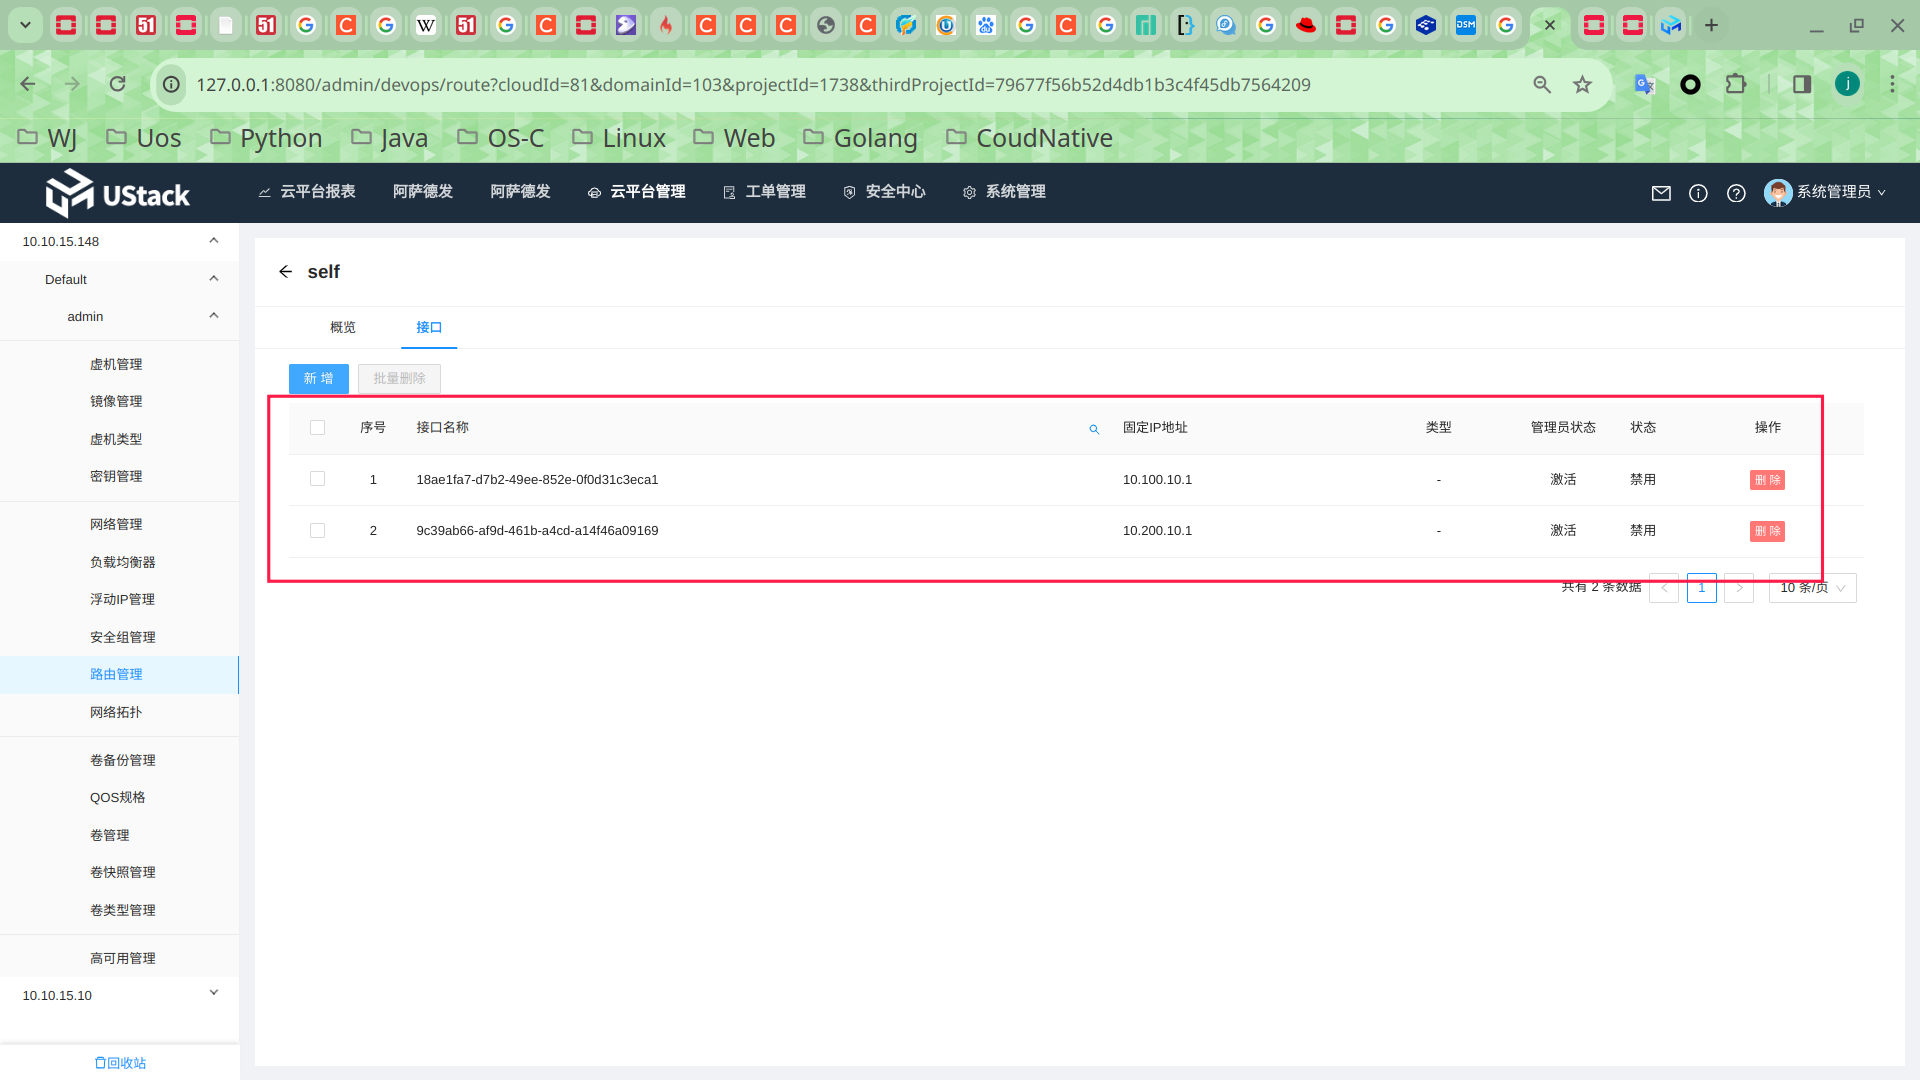 127.0.0.1:8080/admin/devops/route?cloudId=81&domainId=103&projectId=1738&thirdProjectId=79677f56b52d4db1b3c4f45db7564209
WJ Uos Python Java OS-C Linux Web Golang CoudNative
UStack 云平台报表 阿萨德发 阿萨德发 云平台管理 工单管理 安全中心 系统管理 系统管理员
10.10.15.148
Default
admin
虚机管理
镜像管理
虚机类型
密钥管理
网络管理
负载均衡器
浮动IP管理
安全组管理
路由管理
网络拓扑
卷备份管理
QOS规格
卷管理
卷快照管理
卷类型管理
高可用管理
10.10.15.10
回收站
self
概览 接口
新 增 批量删除
序号 接口名称 固定IP地址 类型 管理员状态 状态 操作
1 18ae1fa7-d7b2-49ee-852e-0f0d31c3eca1 10.100.10.1 - 激活 禁用 删 除
2 9c39ab66-af9d-461b-a4cd-a14f46a09169 10.200.10.1 - 激活 禁用 删 除
共有 2 条数据 < 1 > 10 条/页